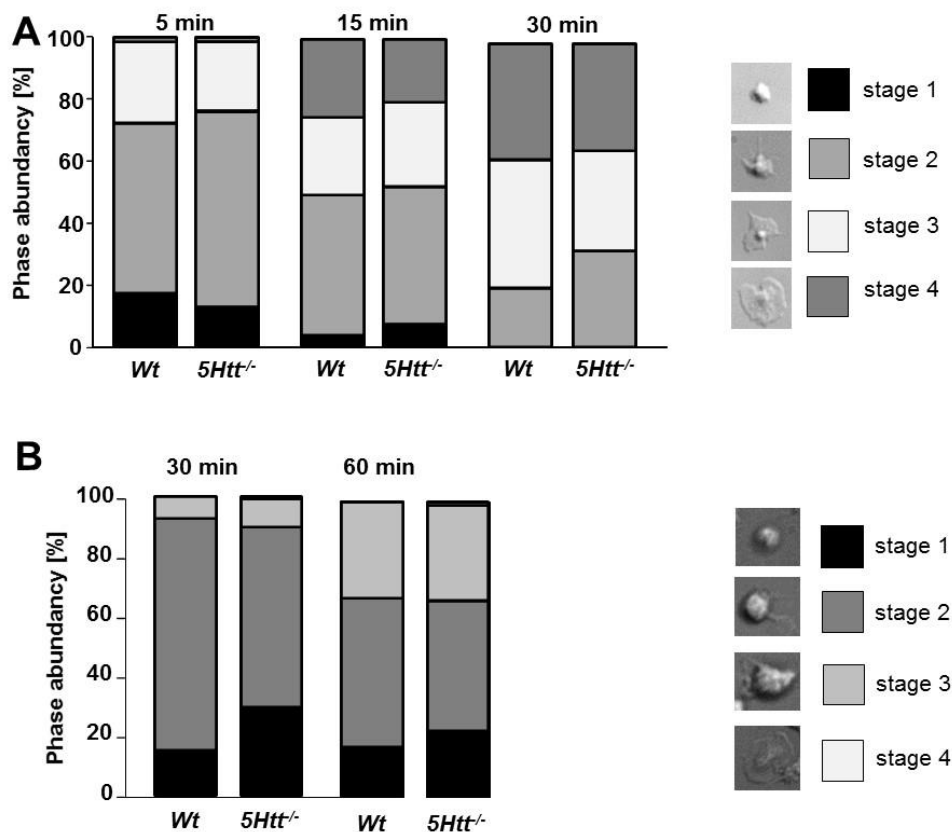 A
5 min
15 min
30 min
Phase abundancy [%]
100
80
60
40
20
0
Wt
5Htt-/-
Wt
5Htt-/-
Wt
5Htt-/-
stage 1
stage 2
stage 3
stage 4
B
30 min
60 min
Phase abundancy [%]
100
80
60
40
20
0
Wt
5Htt-/-
Wt
5Htt-/-
stage 1
stage 2
stage 3
stage 4